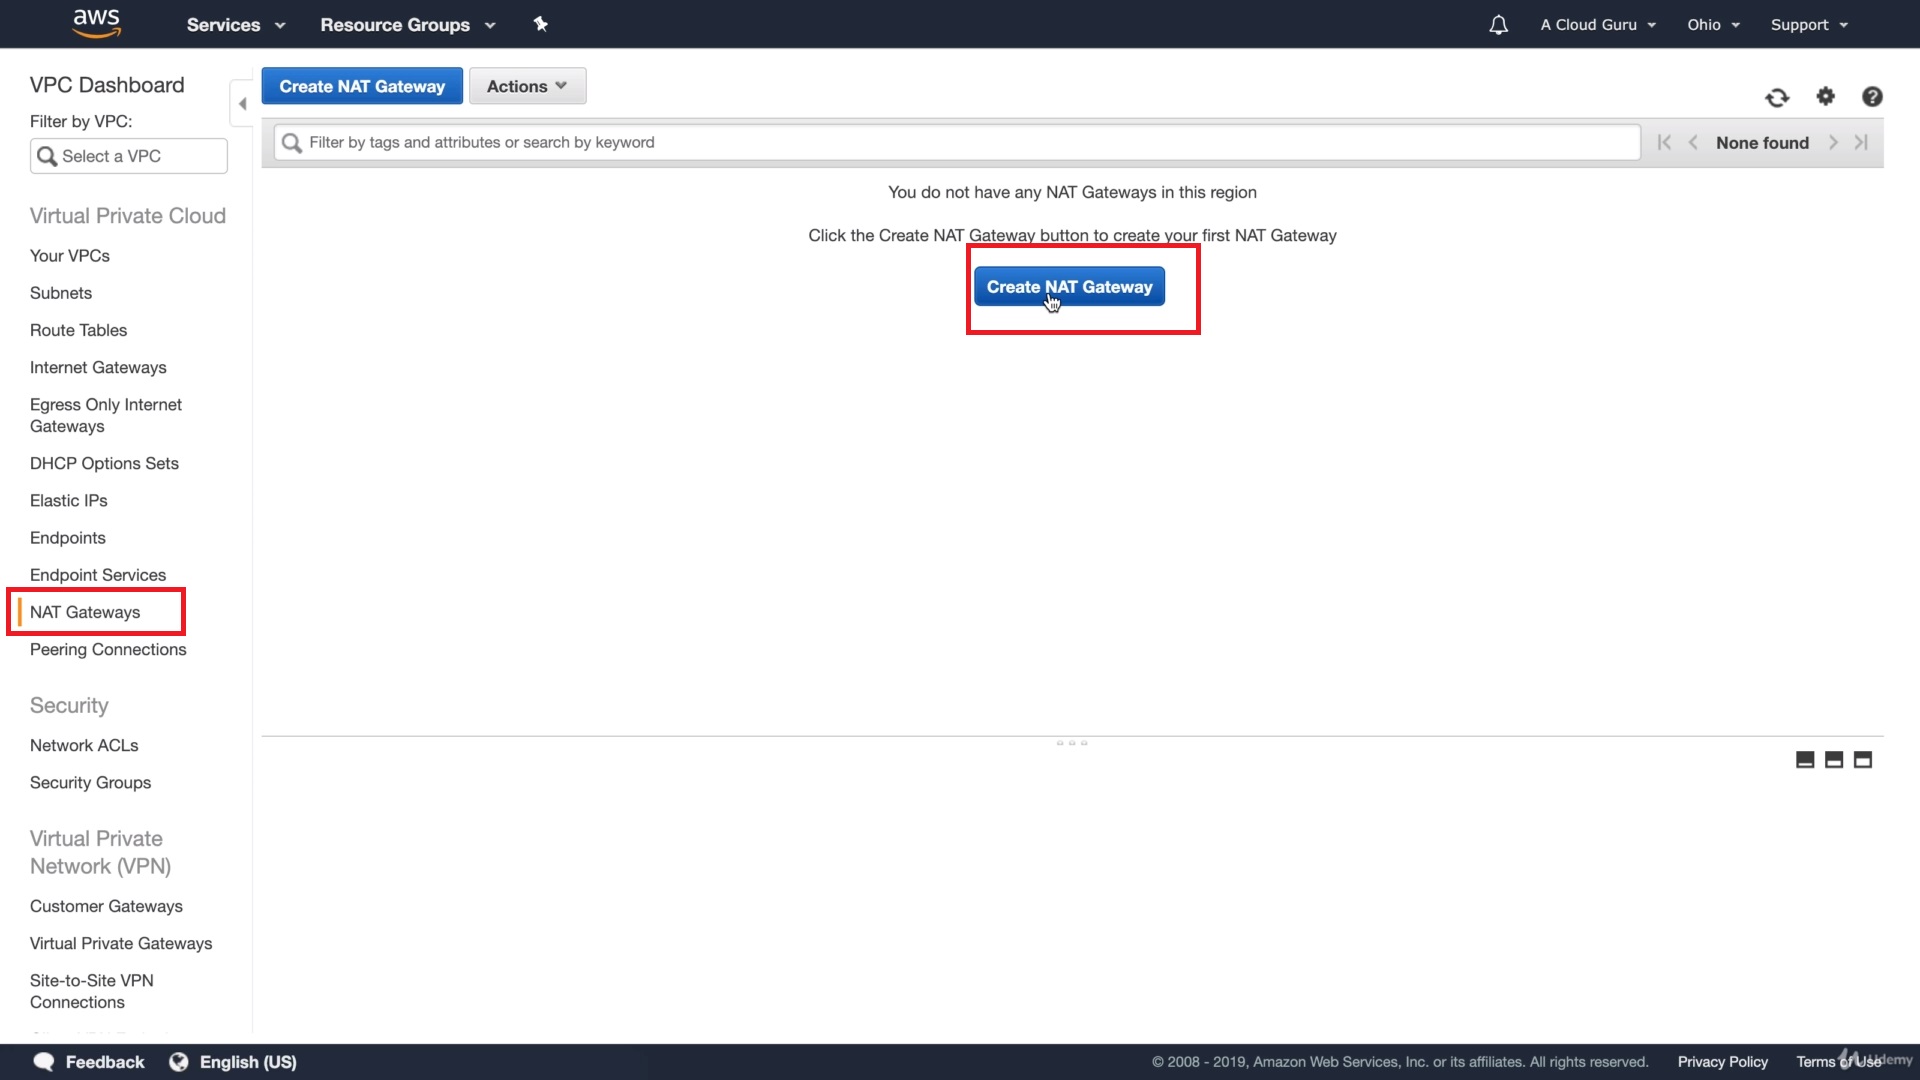 aws
Services
Resource Groups
A Cloud Guru
Ohio
Support
VPC Dashboard
Filter by VPC:
Select a VPC
Virtual Private Cloud
Your VPCs
Subnets
Route Tables
Internet Gateways
Egress Only Internet
Gateways
DHCP Options Sets
Elastic IPs
Endpoints
Endpoint Services
NAT Gateways
Peering Connections
Security
Network ACLs
Security Groups
Virtual Private
Network (VPN)
Customer Gateways
Virtual Private Gateways
Site-to-Site VPN
Connections
Create NAT Gateway
Actions
Filter by tags and attributes or search by keyword
None found
You do not have any NAT Gateways in this region
Click the Create NAT Gateway button to create your first NAT Gateway
Create NAT Gateway
Feedback
English (US)
© 2008 - 2019, Amazon Web Services, Inc. or its affiliates. All rights reserved.
Privacy Policy
Terms of Use